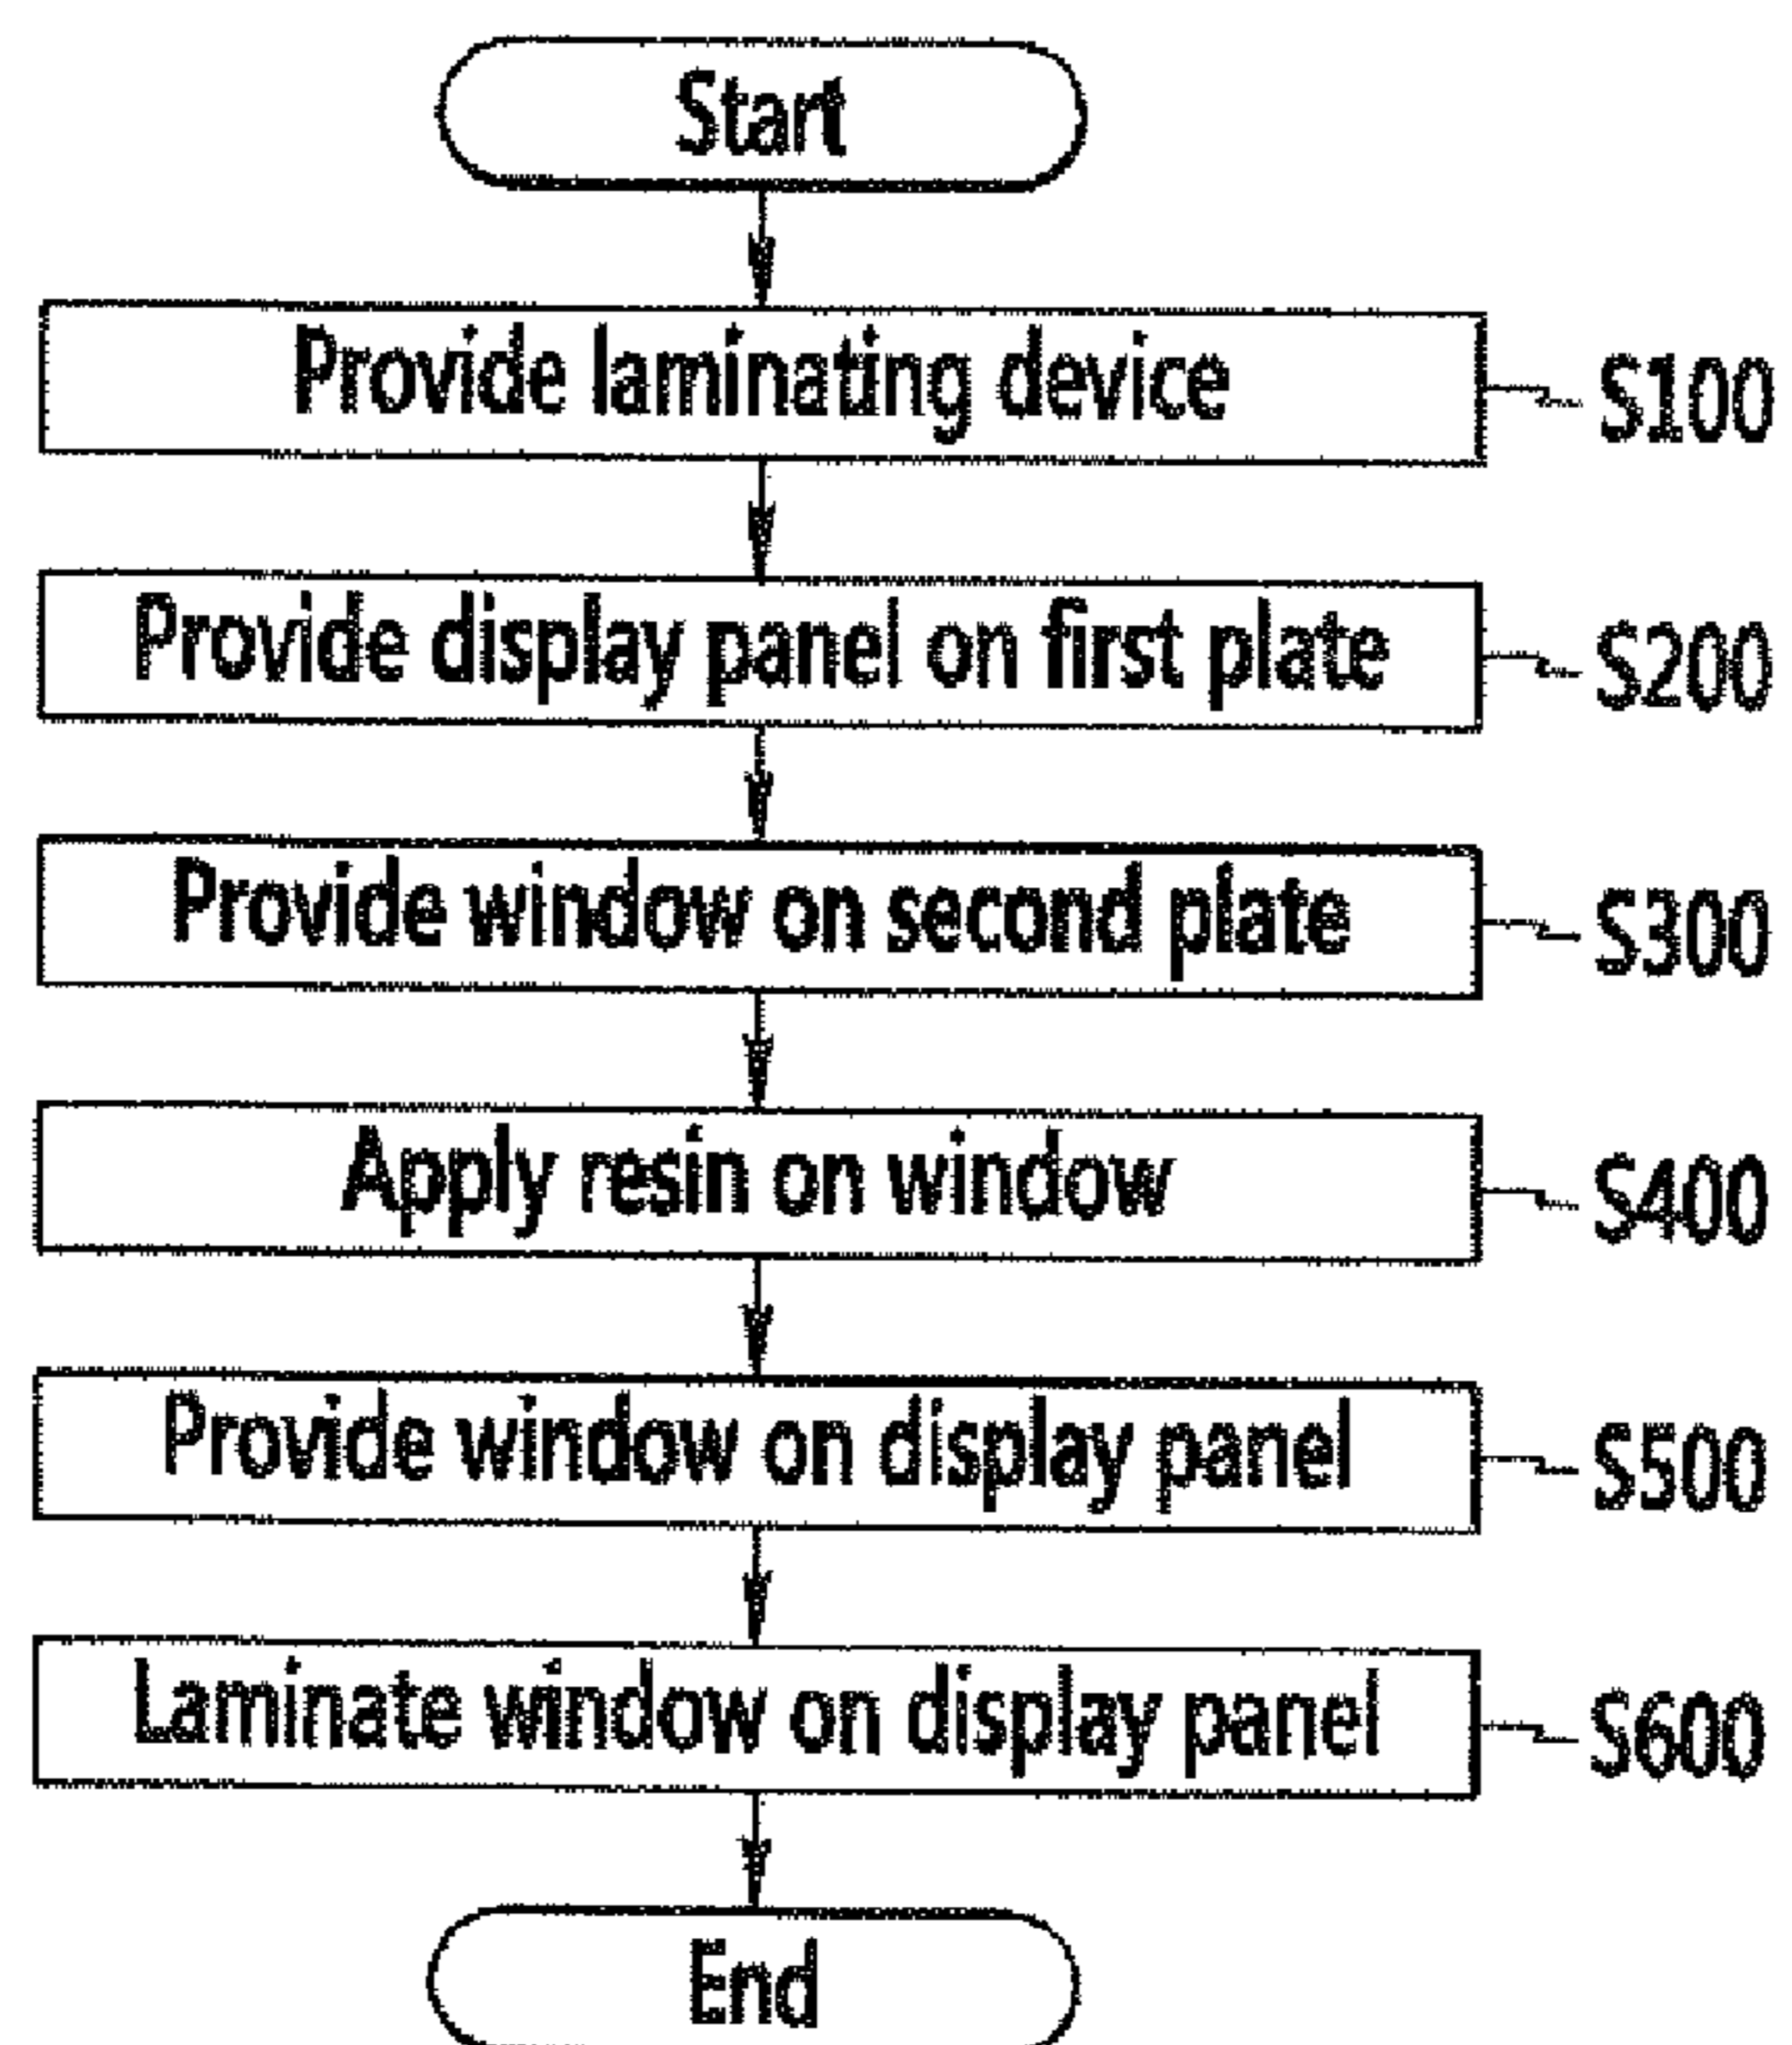 Start
Provide laminating device
S100
Provide display panel on first plate
S200
Provide window on second plate
S300
Apply resin on window
S400
Provide window on display panel
S500
Laminate window on display panel
S600
End